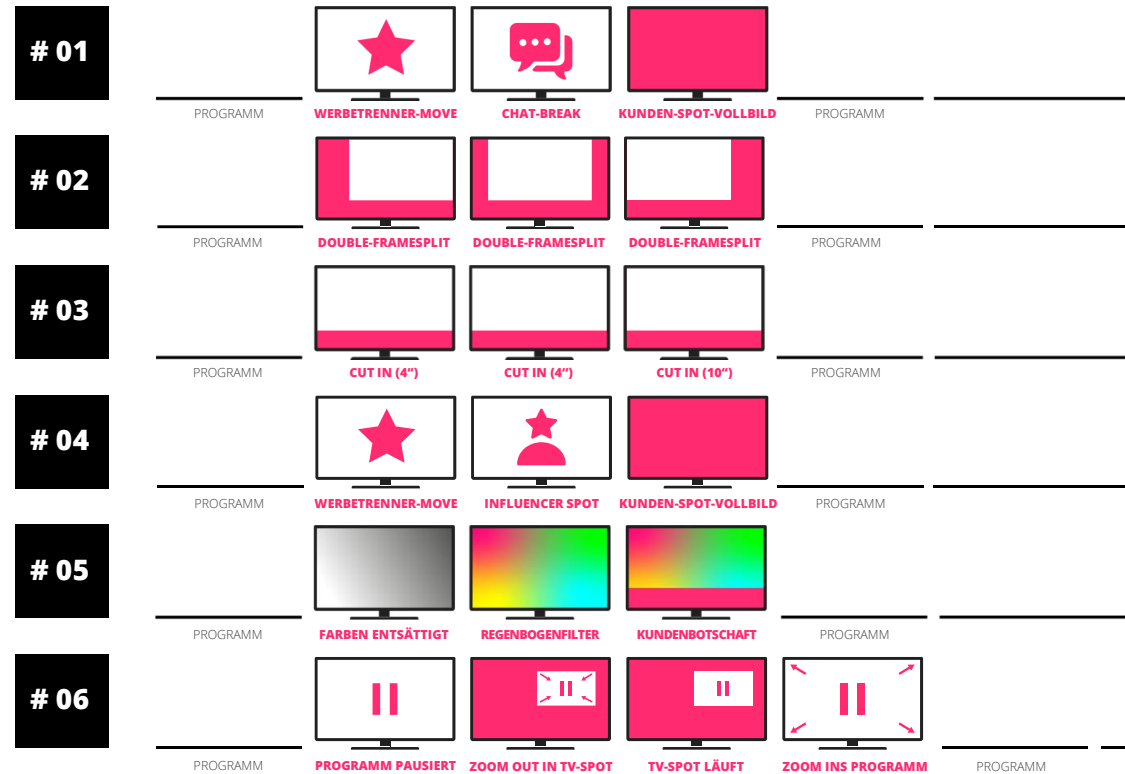 # 01
PROGRAMM WERBETRENNER-MOVE CHAT-BREAK KUNDEN-SPOT-VOLLBILD PROGRAMM
# 02
PROGRAMM DOUBLE-FRAMESPLIT DOUBLE-FRAMESPLIT DOUBLE-FRAMESPLIT PROGRAMM
# 03
PROGRAMM CUT IN (4“) CUT IN (4“) CUT IN (10“) PROGRAMM
# 04
PROGRAMM WERBETRENNER-MOVE INFLUENCER SPOT KUNDEN-SPOT-VOLLBILD PROGRAMM
# 05
PROGRAMM FARBEN ENTSÄTTIGT REGENBOGENFILTER KUNDENBOTSCHAFT PROGRAMM
# 06
PROGRAMM PROGRAMM PAUSIERT ZOOM OUT IN TV-SPOT TV-SPOT LÄUFT ZOOM INS PROGRAMM PROGRAMM